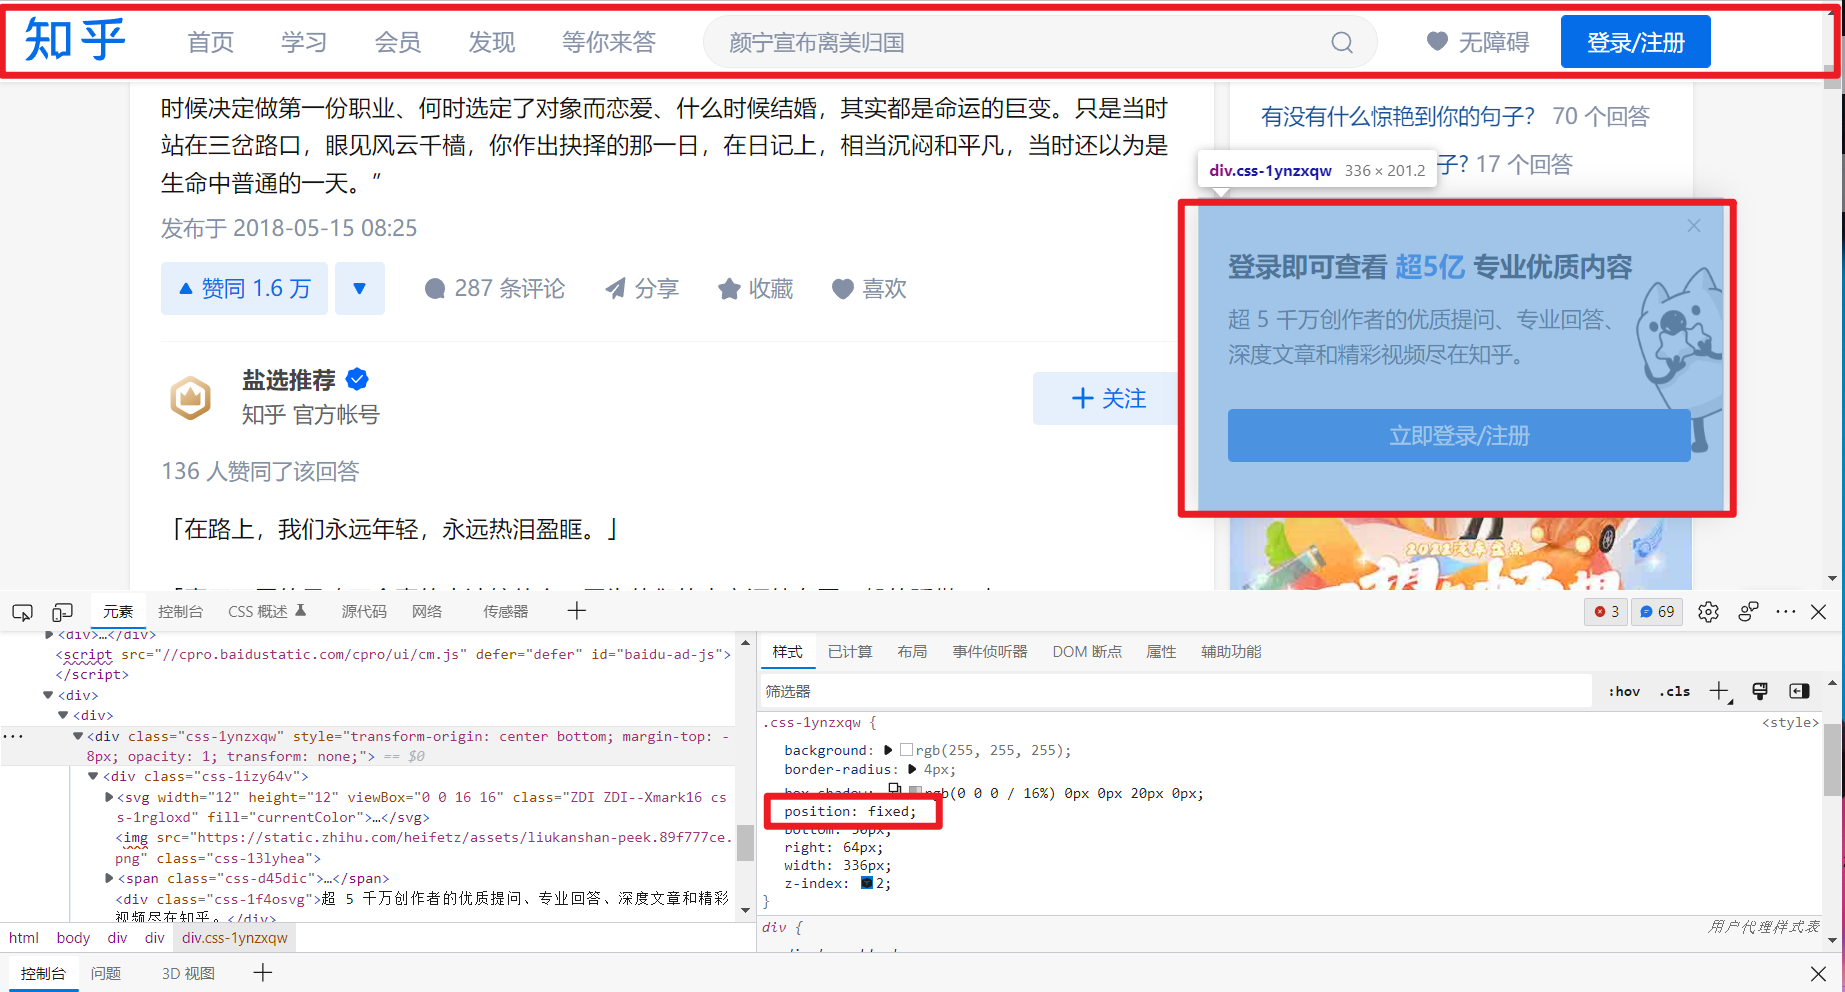 知乎
首页
学习
会员
发现
等你来答
颜宁宣布离美归国
无障碍
登录/注册
时候决定做第一份职业、何时选定了对象而恋爱、什么时候结婚，其实都是命运的巨变。只是当时
站在三岔路口，眼见风云千樯，你作出抉择的那一日，在日记上，相当沉闷和平凡，当时还以为是
生命中普通的一天。”
发布于 2018-05-15 08:25
赞同 1.6 万
287 条评论
分享
收藏
喜欢
盐选推荐
知乎 官方帐号
关注
136 人赞同了该回答
「在路上，我们永远年轻，永远热泪盈眶。」
有没有什么惊艳到你的句子？ 70 个回答
子? 17 个回答
div.css-1ynzxqw 336 × 201.2
登录即可查看 超5亿 专业优质内容
超 5 千万创作者的优质提问、专业回答、
深度文章和精彩视频尽在知乎。
立即登录/注册
元素
控制台
CSS 概述
源代码
网络
传感器
3
69
<div>…</div>
<script src="//cpro.baidustatic.com/cpro/ui/cm.js" defer="defer" id="baidu-ad-js">
</script>
<div>
<div>
<div class="css-1ynzxqw" style="transform-origin: center bottom; margin-top: -
8px; opacity: 1; transform: none;"> == $0
<div class="css-1izy64v">
<svg width="12" height="12" viewBox="0 0 16 16" class="ZDI ZDI--Xmark16 cs
s-1rgloxd" fill="currentColor">…</svg>
<img src="https://static.zhihu.com/heifetz/assets/liukanshan-peek.89f777ce.
png" class="css-13lyhea">
<span class="css-d45dic">…</span>
<div class="css-1f4osvg">超 5 千万创作者的优质提问、专业回答、深度文章和精彩
视频尽在知乎。</div>
html body div div div.css-1ynzxqw
样式
已计算
布局
事件侦听器
DOM 断点
属性
辅助功能
筛选器
:hov
.cls
.css-1ynzxqw {
<style>
background: rgb(255, 255, 255);
border-radius: 4px;
box-shadow: rgb(0 0 0 / 16%) 0px 0px 20px 0px;
position: fixed;
bottom: 50px;
right: 64px;
width: 336px;
z-index: 2;
}
div {
用户代理样式表
控制台
问题
3D 视图